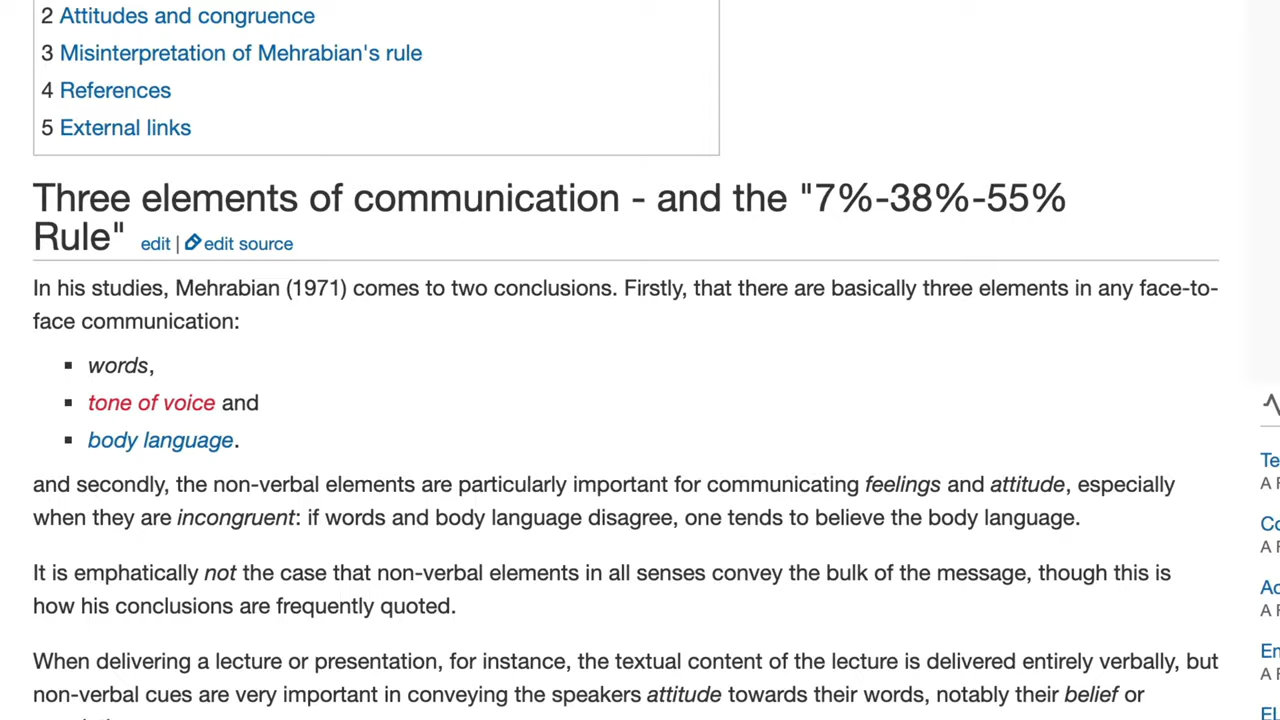 2 Attitudes and congruence
3 Misinterpretation of Mehrabian's rule
4 References
5 External links
Three elements of communication - and the "7%-38%-55%
Rule" edit | edit source
In his studies, Mehrabian (1971) comes to two conclusions. Firstly, that there are basically three elements in any face-to-
face communication:
▪ words,
▪ tone of voice and
▪ body language.
and secondly, the non-verbal elements are particularly important for communicating feelings and attitude, especially
when they are incongruent: if words and body language disagree, one tends to believe the body language.
It is emphatically not the case that non-verbal elements in all senses convey the bulk of the message, though this is
how his conclusions are frequently quoted.
When delivering a lecture or presentation, for instance, the textual content of the lecture is delivered entirely verbally, but
non-verbal cues are very important in conveying the speakers attitude towards their words, notably their belief or
Te
A F
Co
A F
Ac
A F
En
A F
EL